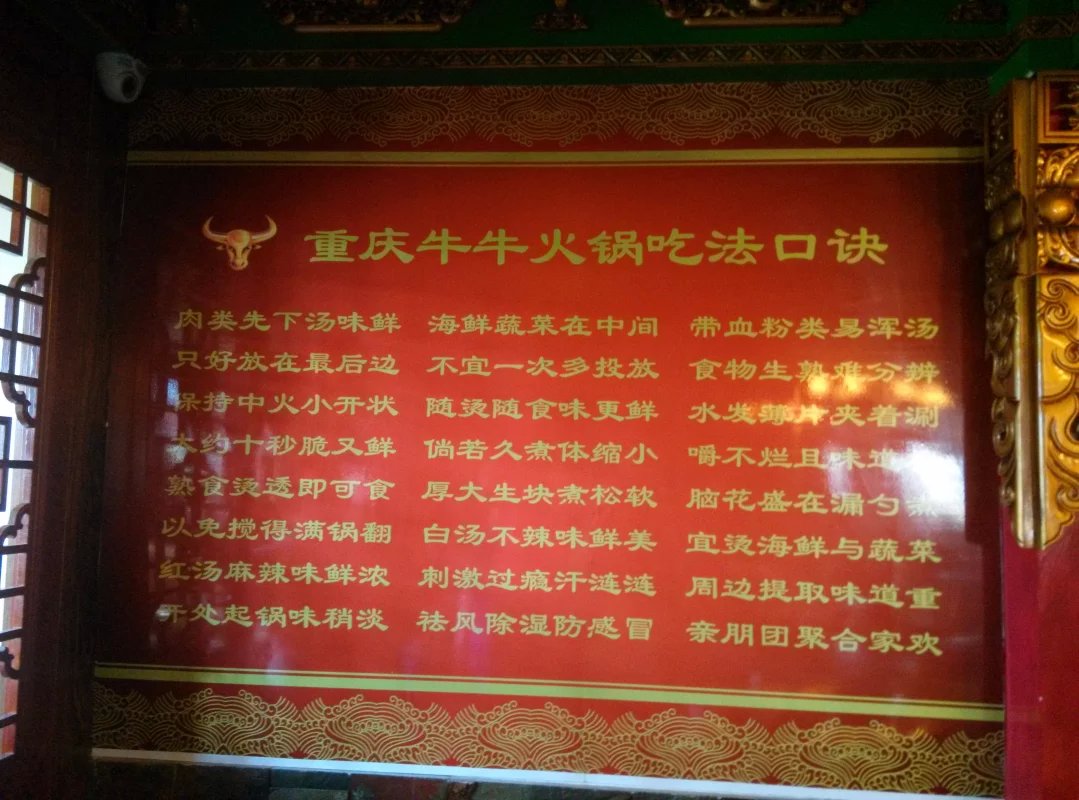 重庆牛牛火锅吃法口诀
肉类先下汤味鲜 海鲜蔬菜在中间 带血粉类易浑汤
只好放在最后边 不宜一次多投放 食物生熟难分辨
保持中火小开状 随烫随食味更鲜 水发薄片夹着涮
大约十秒脆又鲜 倘若久煮体缩小 嚼不烂且味道
熟食烫透即可食 厚大生块煮松软 脑花盛在漏勺煮
以免搅得满锅翻 白汤不辣味鲜美 宜烫海鲜与蔬菜
红汤麻辣味鲜浓 刺激过瘾汗涟涟 周边提取味道重
开处起锅味稍淡 祛风除湿防感冒 亲朋团聚合家欢